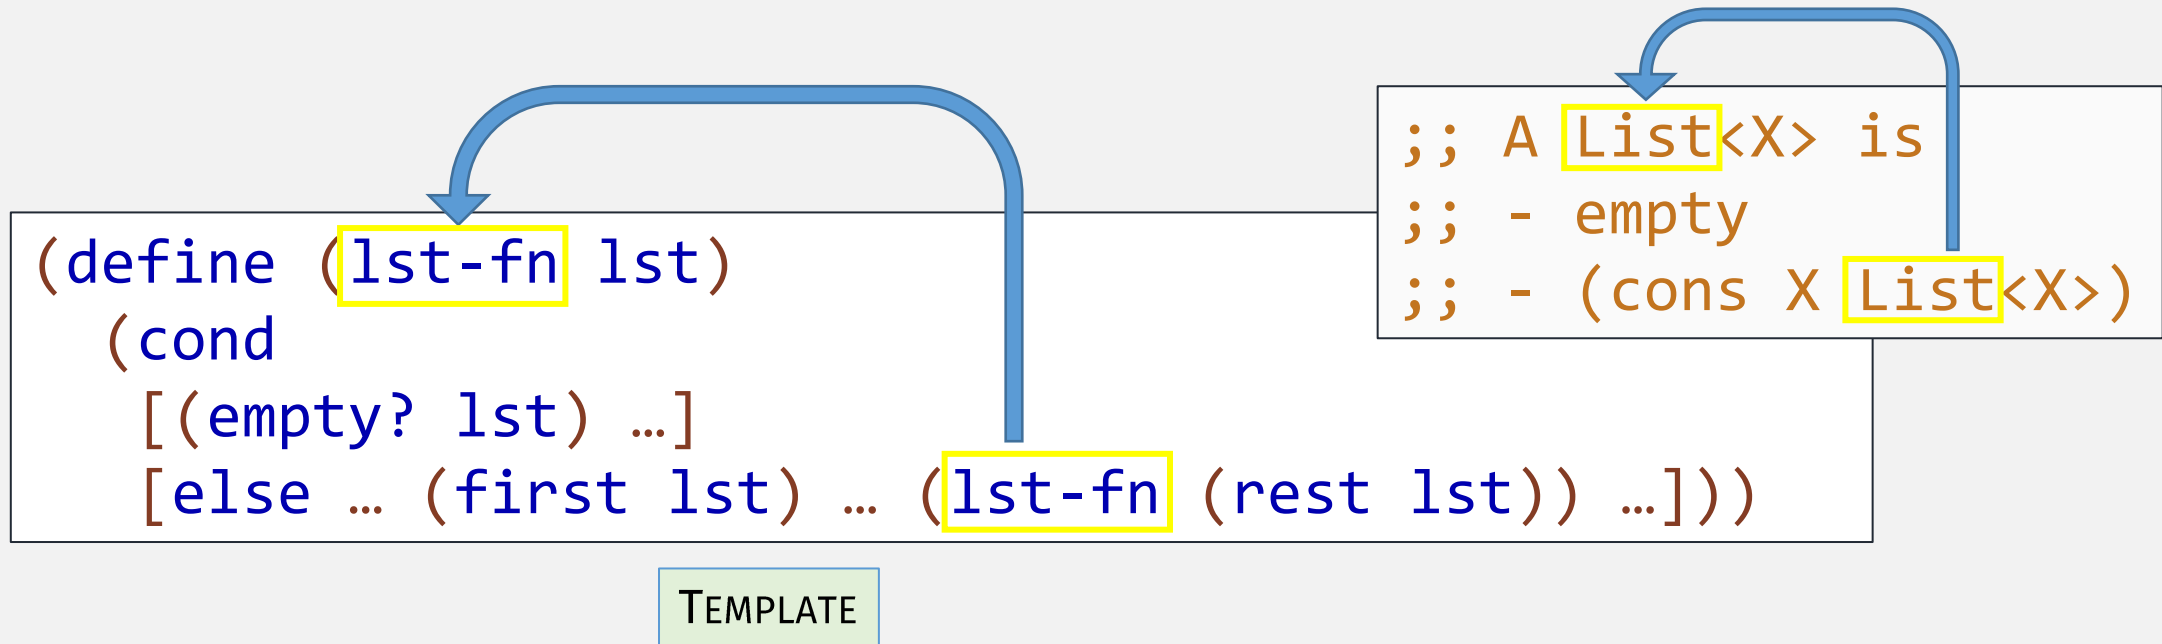 ;; A List<X> is
;; - empty
;; - (cons X List<X>)
(define (lst-fn lst)
  (cond
   [(empty? lst) …]
   [else … (first lst) … (lst-fn (rest lst)) …]))
TEMPLATE